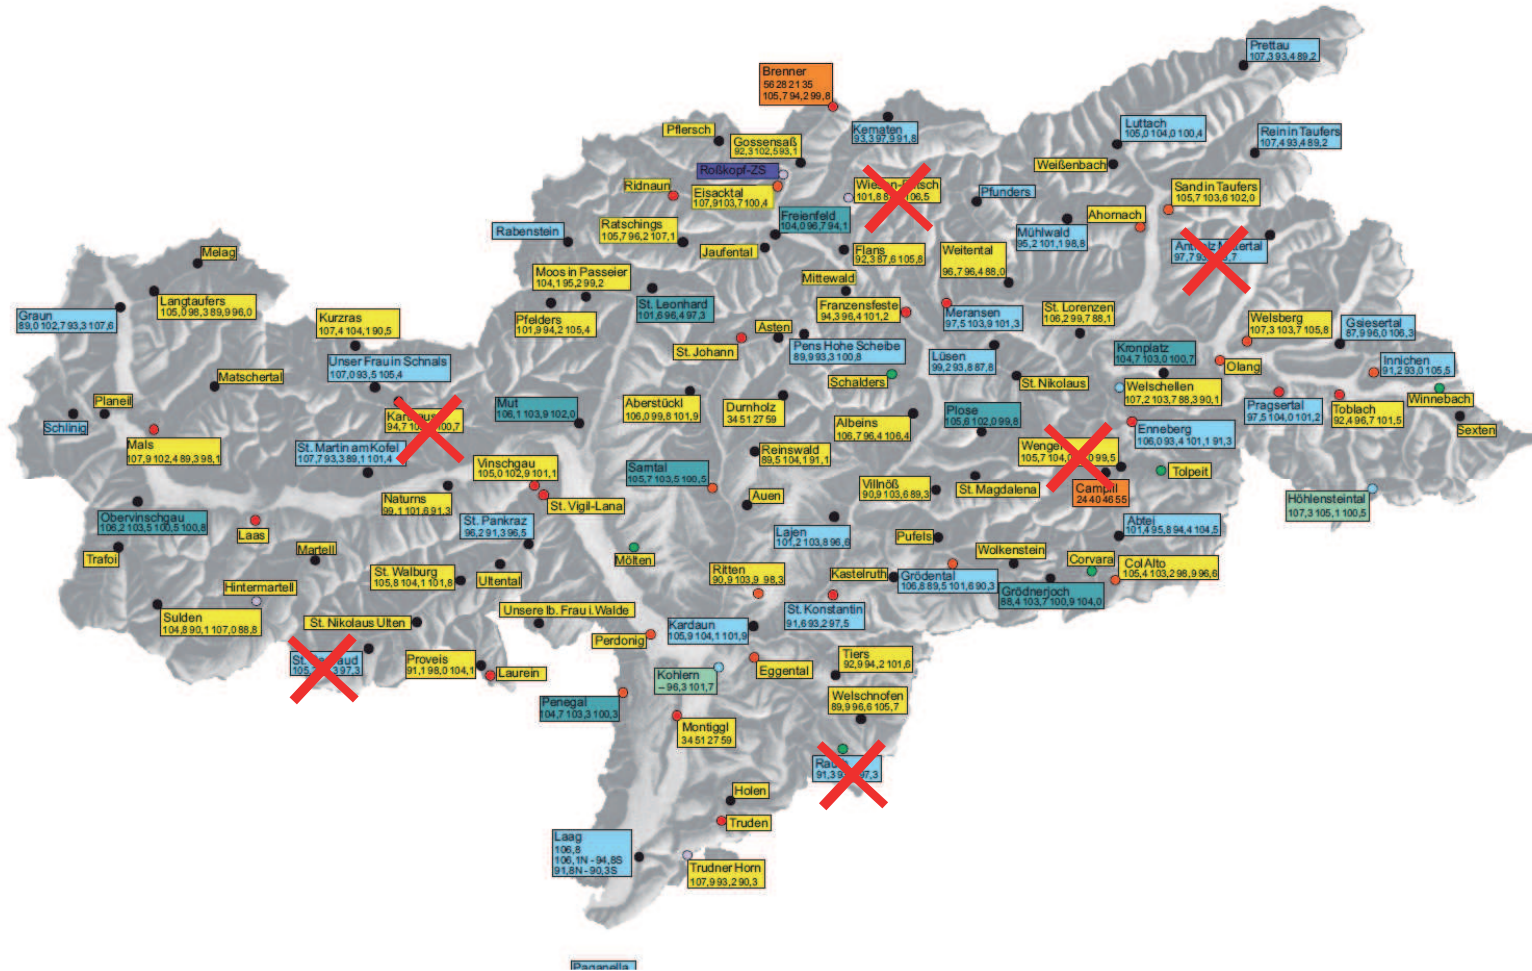 Prettau
107,3 93,4 89,2
Brenner
56 28 21 35
105,7 94,2 99,8
Kematen
93,3 97,9 91,8
Luttach
105,0 104,0 100,4
Rein in Taufers
107,4 93,4 89,2
Pflersch
Gossensaß
92,3 102,5 93,1
Weißenbach
Roßkopf-ZS
Ridnaun
Eisacktal
107,9 103,7 100,4
Pfunders
Sand in Taufers
105,7 103,6 102,0
Freienfeld
104,0 96,7 94,1
Ahornach
Ratschings
105,7 96,2 107,1
Rabenstein
Mühlwald
95,2 101,1 98,8
Jaufental
Flans
92,3 87,6 105,8
Weitental
96,7 96,4 88,0
Melag
Moos in Passeier
104,1 95,2 99,2
Mittewald
Langtaufers
105,0 98,3 89,9 96,0
St. Leonhard
101,6 96,4 97,3
Franzensfeste
94,3 96,4 101,2
Meransen
97,5 103,9 101,3
St. Lorenzen
106,2 99,7 88,1
Graun
89,0 102,7 93,3 107,6
Kurzras
107,4 104,1 90,5
Pfelders
101,9 94,2 105,4
Asten
Welsberg
107,3 103,7 105,8
Gsiesertal
87,9 96,0 106,3
St. Johann
Pens Hohe Scheibe
89,9 93,3 100,8
Lüsen
99,2 93,8 87,8
Kronplatz
104,7 103,0 100,7
Olang
Innichen
91,2 93,0 105,5
Unser Frau in Schnals
107,0 93,5 105,4
Matschertal
Schalders
St. Nikolaus
Welschellen
107,2 103,7 88,3 90,1
Winnebach
Planeil
Schlinig
Mut
106,1 103,9 102,0
Aberstückl
106,0 99,8 101,9
Durnholz
34 51 27 59
Plose
105,6 102,0 99,8
Pragsertal
97,5 104,0 101,2
Toblach
92,4 96,7 101,5
Albeins
106,7 96,4 106,4
Enneberg
106,0 93,4 101,1 91,3
Sexten
Mals
107,9 102,4 89,3 98,1
St. Martin am Kofel
107,7 93,3 89,1 101,4
Reinswald
89,5 104,1 91,1
Vinschgau
105,0 102,9 101,1
Sarntal
105,7 103,5 100,5
Tolpeit
Villnöß
90,9 103,6 89,3
St. Magdalena
Campill
24 40 46 55
Naturns
99,1 101,6 91,3
St. Vigil-Lana
Auen
Höhlensteintal
107,3 105,1 100,5
Obervinschgau
106,2 103,5 100,5 100,8
St. Pankraz
96,2 91,3 96,5
Lajen
101,2 103,8 96,6
Abtei
101,4 95,8 94,4 104,5
Laas
Pufels
Trafoi
Martell
Mölten
Wolkenstein
Corvara
Col Alto
105,4 103,2 98,9 96,6
St. Walburg
105,8 104,1 101,8
Ultental
Ritten
90,9 103,9 98,3
Kastelruth
Grödental
106,8 89,5 101,6 90,3
Grödnerjoch
88,4 103,7 100,9 104,0
Hintermartell
Sulden
104,8 90,1 107,0 88,8
Unsere lb. Frau i. Walde
St. Konstantin
91,6 93,2 97,5
St. Nikolaus Ulten
Kardaun
105,9 104,1 101,9
Perdonig
Proveis
91,1 98,0 104,1
Laurein
Kohlern
– 96,3 101,7
Eggental
Tiers
92,9 94,2 101,6
Welschnofen
89,9 96,6 105,7
Penegal
104,7 103,3 100,3
Montiggl
34 51 27 59
Holen
Truden
Laag
106,8
106,1N - 94,8S
91,8N - 90,3S
Trudner Horn
107,9 93,2 90,3
Paganella